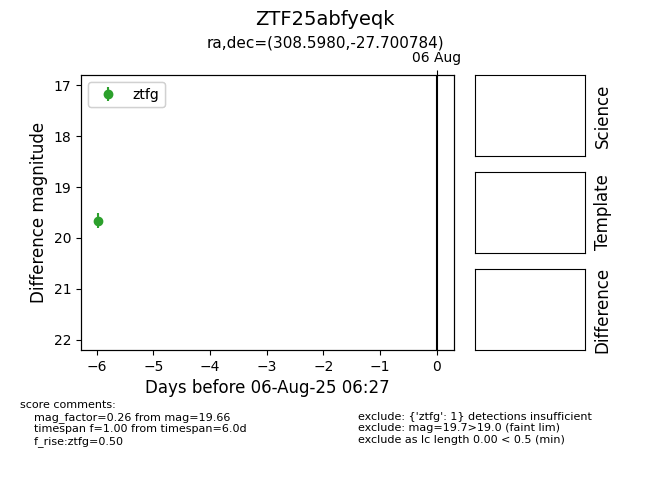 ZTF25abfyeqk
ra,dec=(308.5980,-27.700784)
06 Aug
ztfg
17
18
19
20
21
22
Difference magnitude
−6
−5
−4
−3
−2
−1
0
Days before 06-Aug-25 06:27
Science
Template
Difference
score comments:
mag_factor=0.26 from mag=19.66
timespan f=1.00 from timespan=6.0d
f_rise:ztfg=0.50
exclude: {'ztfg': 1} detections insufficient
exclude: mag=19.7>19.0 (faint lim)
exclude as lc length 0.00 < 0.5 (min)